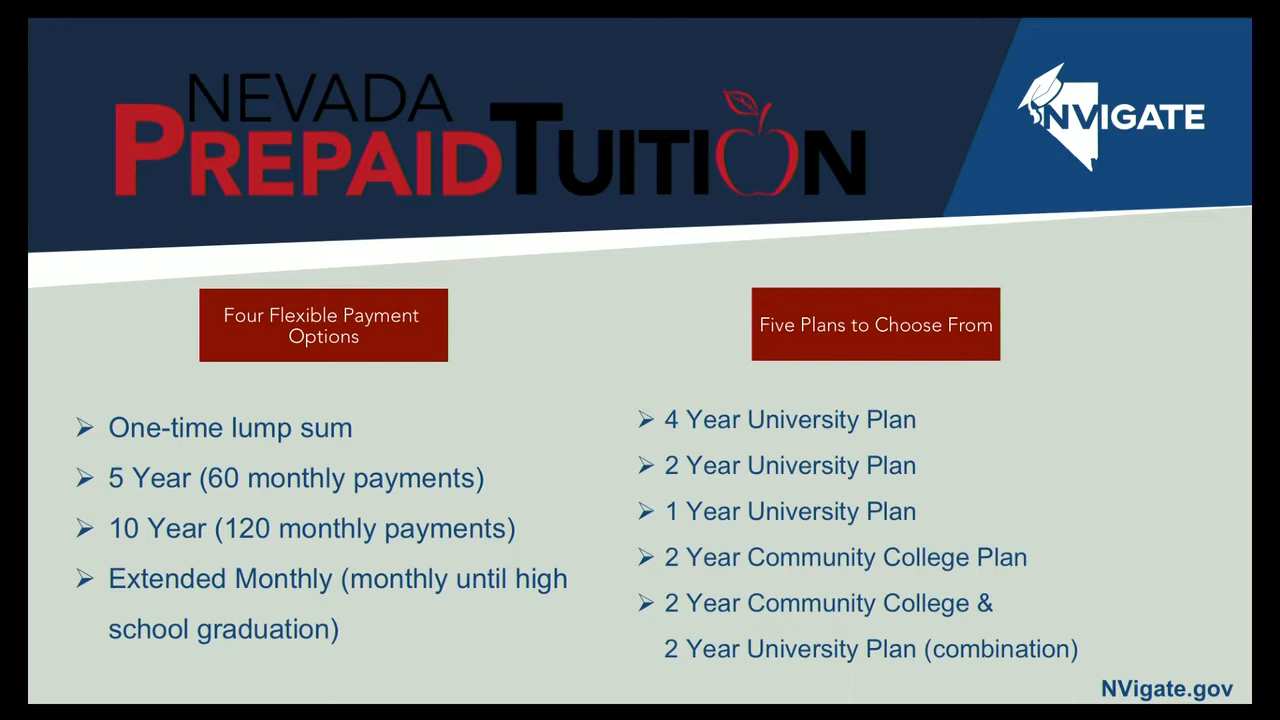 NEVADA
PREPAID TUITION
NVIGATE
Four Flexible Payment
Options
➢ One-time lump sum
➢ 5 Year (60 monthly payments)
➢ 10 Year (120 monthly payments)
➢ Extended Monthly (monthly until high
school graduation)
Five Plans to Choose From
➢ 4 Year University Plan
➢ 2 Year University Plan
➢ 1 Year University Plan
➢ 2 Year Community College Plan
➢ 2 Year Community College &
2 Year University Plan (combination)
NVigate.gov